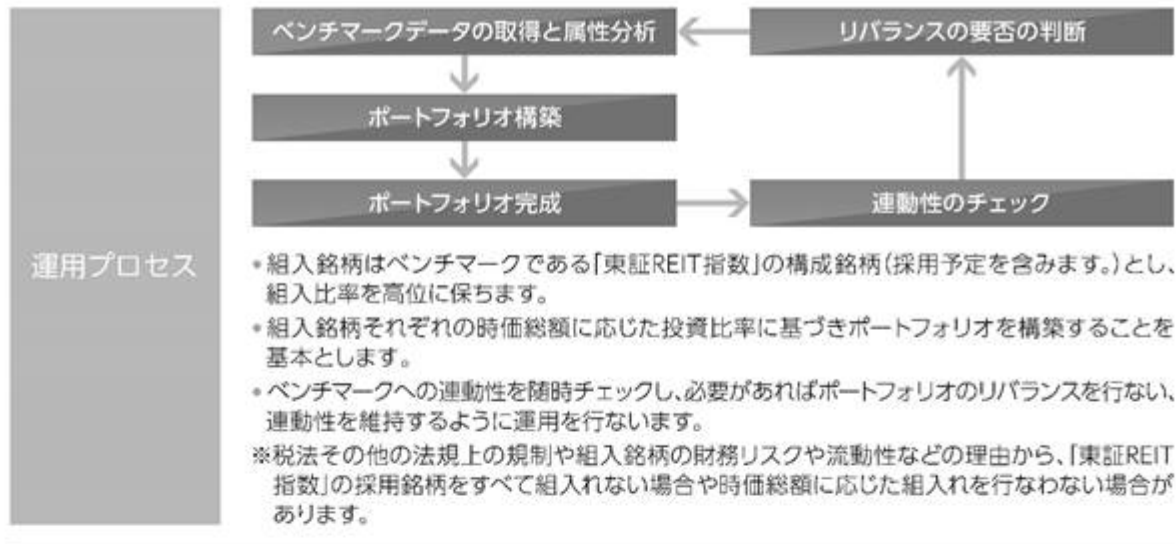 運用プロセス
ベンチマークデータの取得と属性分析
リバランスの要否の判断
ポートフォリオ構築
ポートフォリオ完成
連動性のチェック
•組入銘柄はベンチマークである「東証REIT指数」の構成銘柄(採用予定を含みます。)とし、
組入比率を高位に保ちます。
•組入銘柄それぞれの時価総額に応じた投資比率に基づきポートフォリオを構築することを
基本とします。
•ベンチマークへの連動性を随時チェックし、必要があればポートフォリオのリバランスを行ない、
連動性を維持するように運用を行ないます。
※税法その他の法規上の規制や組入銘柄の財務リスクや流動性などの理由から、「東証REIT
指数」の採用銘柄をすべて組入れない場合や時価総額に応じた組入れを行なわない場合が
あります。